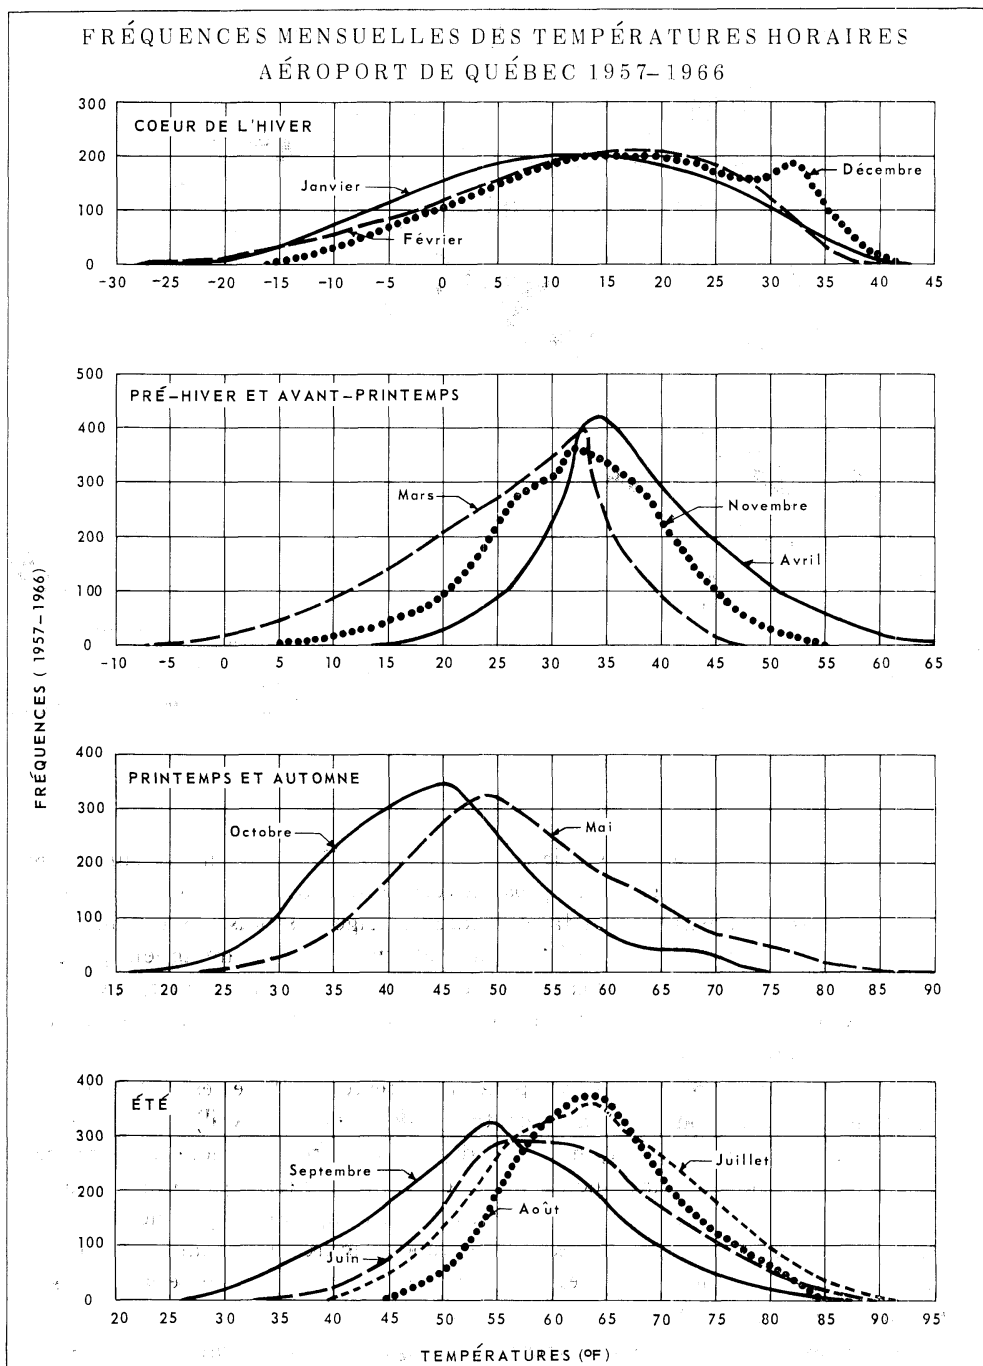 FRÉQUENCES MENSUELLES DES TEMPÉRATURES HORAIRES
AÉROPORT DE QUÉBEC 1957–1966
COEUR DE L'HIVER
300
200
100
0
Janvier
Février
Décembre
-30 -25 -20 -15 -10 -5 0 5 10 15 20 25 30 35 40 45
PRÉ-HIVER ET AVANT-PRINTEMPS
500
400
300
200
100
0
Mars
Novembre
Avril
-10 -5 0 5 10 15 20 25 30 35 40 45 50 55 60 65
FRÉQUENCES (1957–1966)
PRINTEMPS ET AUTOMNE
400
300
200
100
0
Octobre
Mai
15 20 25 30 35 40 45 50 55 60 65 70 75 80 85 90
ÉTÉ
400
300
200
100
0
Septembre
Juin
Août
Juillet
20 25 30 35 40 45 50 55 60 65 70 75 80 85 90 95
TEMPÉRATURES (ºF)